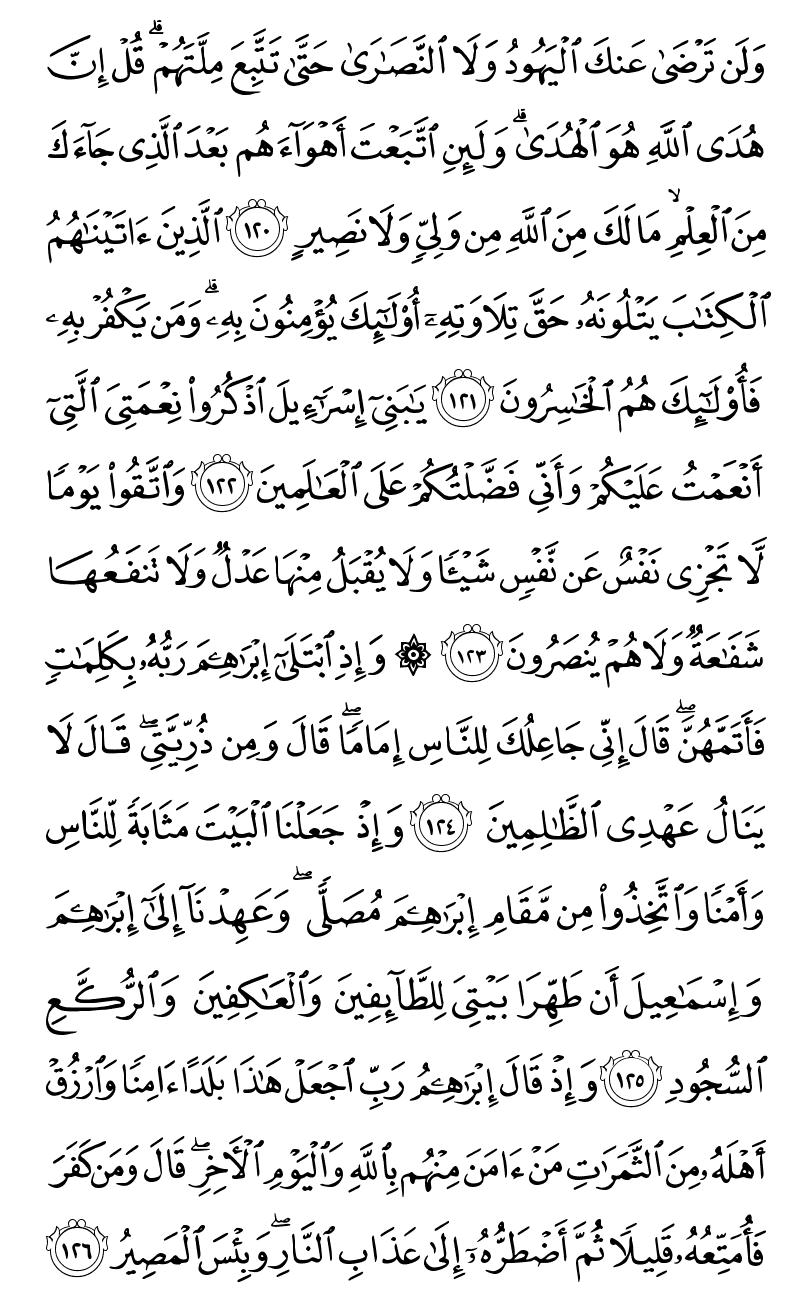 وَلَن تَرۡضَىٰ عَنكَ ٱلۡيَهُودُ وَلَا ٱلنَّصَٰرَىٰ حَتَّىٰ تَتَّبِعَ مِلَّتَهُمۡۗ قُلۡ إِنَّ
هُدَى ٱللَّهِ هُوَ ٱلۡهُدَىٰۗ وَلَئِنِ ٱتَّبَعۡتَ أَهۡوَآءَهُم بَعۡدَ ٱلَّذِي جَآءَكَ
مِنَ ٱلۡعِلۡمِۙ مَا لَكَ مِنَ ٱللَّهِ مِن وَلِيّٖ وَلَا نَصِيرٍ ١٢٠ ٱلَّذِينَ ءَاتَيۡنَٰهُمُ
ٱلۡكِتَٰبَ يَتۡلُونَهُۥ حَقَّ تِلَاوَتِهِۦٓ أُوْلَٰٓئِكَ يُؤۡمِنُونَ بِهِۦۗ وَمَن يَكۡفُرۡ بِهِۦ
فَأُوْلَٰٓئِكَ هُمُ ٱلۡخَٰسِرُونَ ١٢١ يَٰبَنِيٓ إِسۡرَٰٓءِيلَ ٱذۡكُرُواْ نِعۡمَتِيَ ٱلَّتِيٓ
أَنۡعَمۡتُ عَلَيۡكُمۡ وَأَنِّي فَضَّلۡتُكُمۡ عَلَى ٱلۡعَٰلَمِينَ ١٢٢ وَٱتَّقُواْ يَوۡمٗا
لَّا تَجۡزِي نَفۡسٌ عَن نَّفۡسٖ شَيۡـٔٗا وَلَا يُقۡبَلُ مِنۡهَا عَدۡلٞ وَلَا تَنفَعُهَا
شَفَٰعَةٞ وَلَا هُمۡ يُنصَرُونَ ١٢٣ ۞ وَإِذِ ٱبۡتَلَىٰٓ إِبۡرَٰهِـۧمَ رَبُّهُۥ بِكَلِمَٰتٖ
فَأَتَمَّهُنَّۖ قَالَ إِنِّي جَاعِلُكَ لِلنَّاسِ إِمَامٗاۖ قَالَ وَمِن ذُرِّيَّتِيۖ قَالَ لَا
يَنَالُ عَهۡدِي ٱلظَّٰلِمِينَ ١٢٤ وَإِذۡ جَعَلۡنَا ٱلۡبَيۡتَ مَثَابَةٗ لِّلنَّاسِ
وَأَمۡنٗا وَٱتَّخِذُواْ مِن مَّقَامِ إِبۡرَٰهِـۧمَ مُصَلّٗىۖ وَعَهِدۡنَآ إِلَىٰٓ إِبۡرَٰهِـۧمَ
وَإِسۡمَٰعِيلَ أَن طَهِّرَا بَيۡتِيَ لِلطَّآئِفِينَ وَٱلۡعَٰكِفِينَ وَٱلرُّكَّعِ
ٱلسُّجُودِ ١٢٥ وَإِذۡ قَالَ إِبۡرَٰهِـۧمُ رَبِّ ٱجۡعَلۡ هَٰذَا بَلَدًا ءَامِنٗا وَٱرۡزُقۡ
أَهۡلَهُۥ مِنَ ٱلثَّمَرَٰتِ مَنۡ ءَامَنَ مِنۡهُم بِٱللَّهِ وَٱلۡيَوۡمِ ٱلۡأٓخِرِۖ قَالَ وَمَن كَفَرَ
فَأُمَتِّعُهُۥ قَلِيلٗا ثُمَّ أَضۡطَرُّهُۥٓ إِلَىٰ عَذَابِ ٱلنَّارِۖ وَبِئۡسَ ٱلۡمَصِيرُ ١٢٦